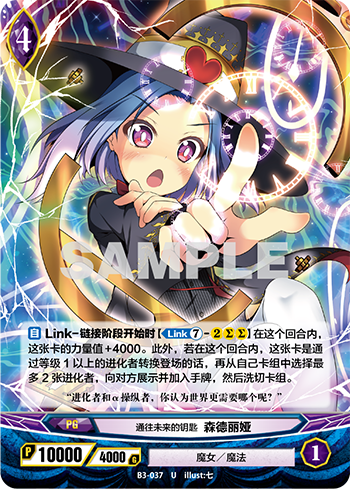 4
SAMPLE
自 Link-链接阶段开始时【Link 7 - 2 Σ Σ】在这个回合内，
这张卡的力量值+4000。此外，若在这个回合内，这张卡是通
过等级 1 以上的进化者转换登场的话，再从自己卡组中选择最
多 2 张进化者，向对方展示并加入手牌，然后洗切卡组。
“进化者和α操纵者，你认为世界更需要哪个呢？”
PG 通往未来的钥匙 森德丽娅
P 10000 / 4000 G 魔女／魔法 1
B3-037 U illust:七